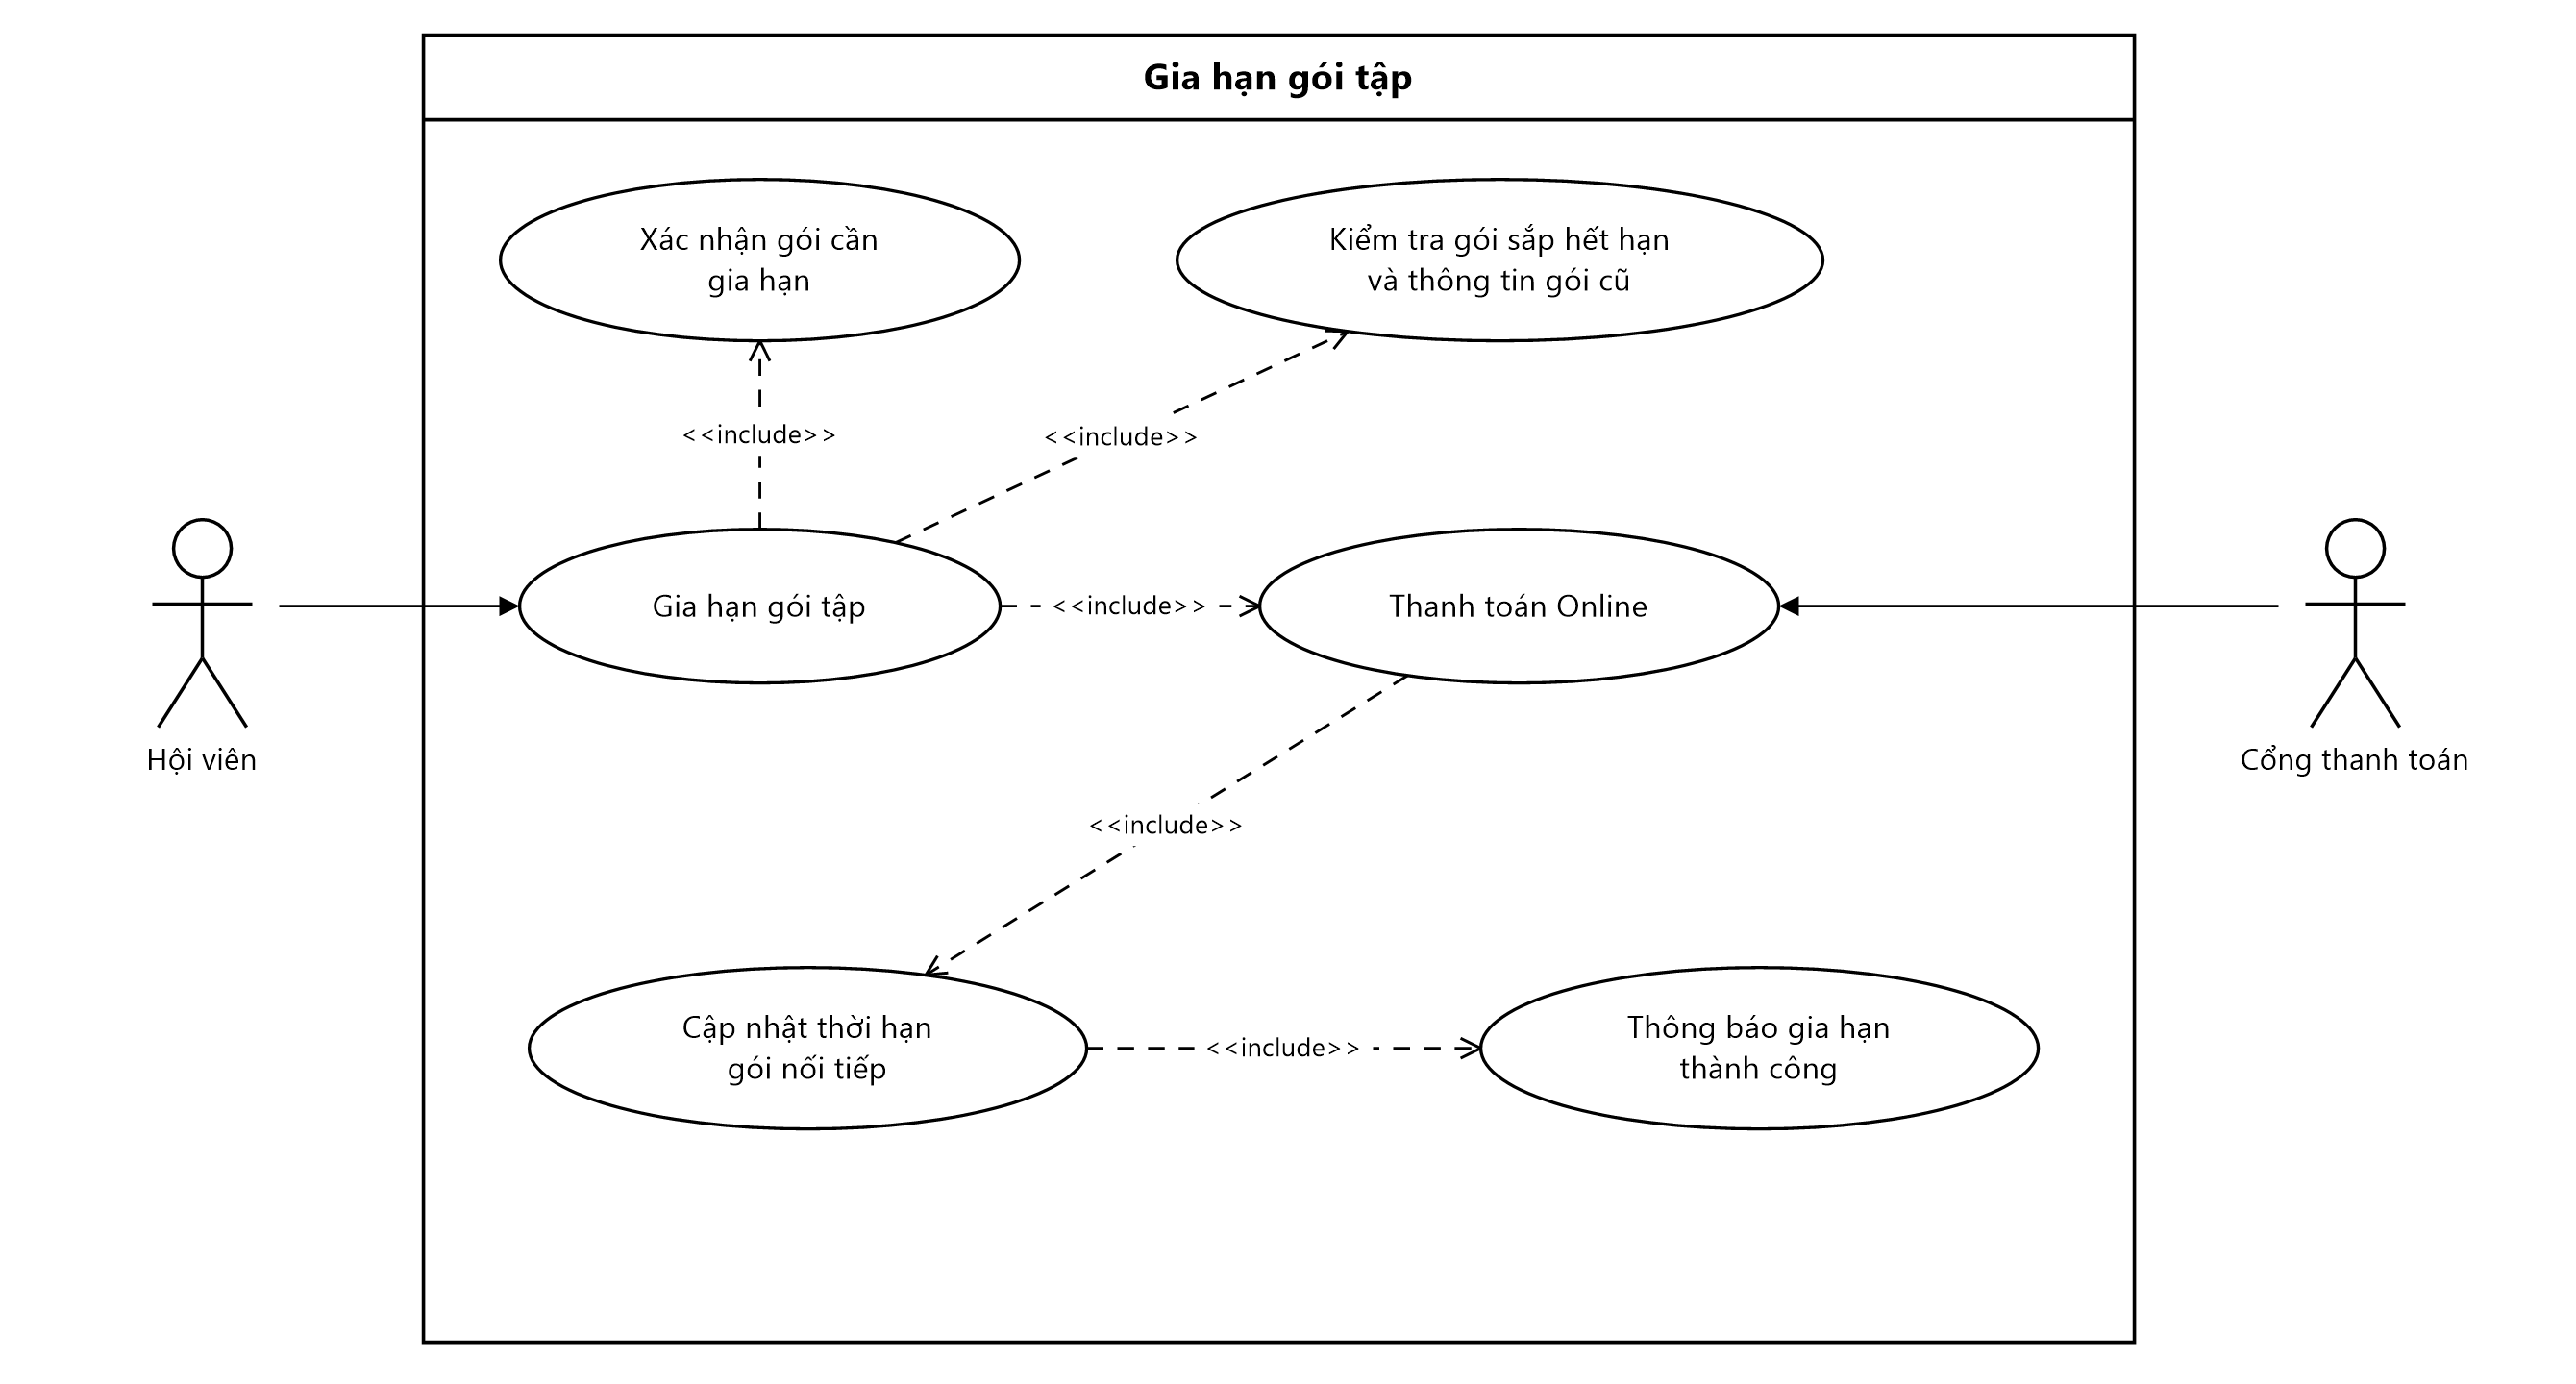 Gia hạn gói tập
Xác nhận gói cần
gia hạn
Kiểm tra gói sắp hết hạn
và thông tin gói cũ
<<include>>
<<include>>
Gia hạn gói tập
<<include>>
Thanh toán Online
Hội viên
Cổng thanh toán
<<include>>
Cập nhật thời hạn
gói nối tiếp
<<include>>
Thông báo gia hạn
thành công